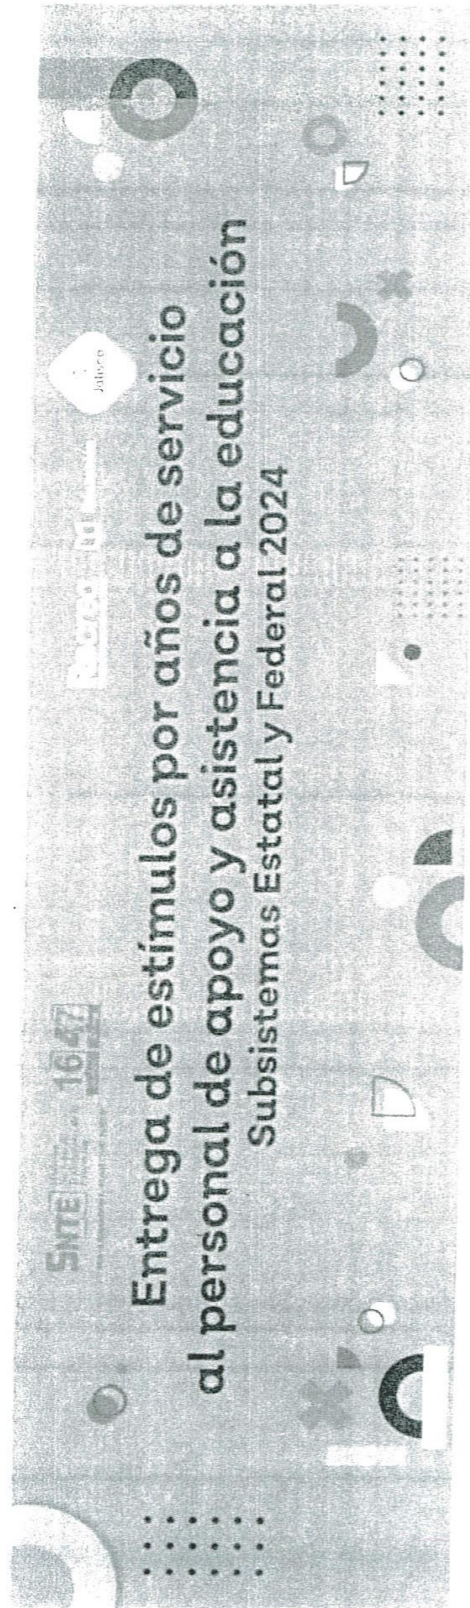 SNTE
16 47
Recrea
Jalisco
Entrega de estímulos por años de servicio
al personal de apoyo y asistencia a la educación
Subsistemas Estatal y Federal 2024